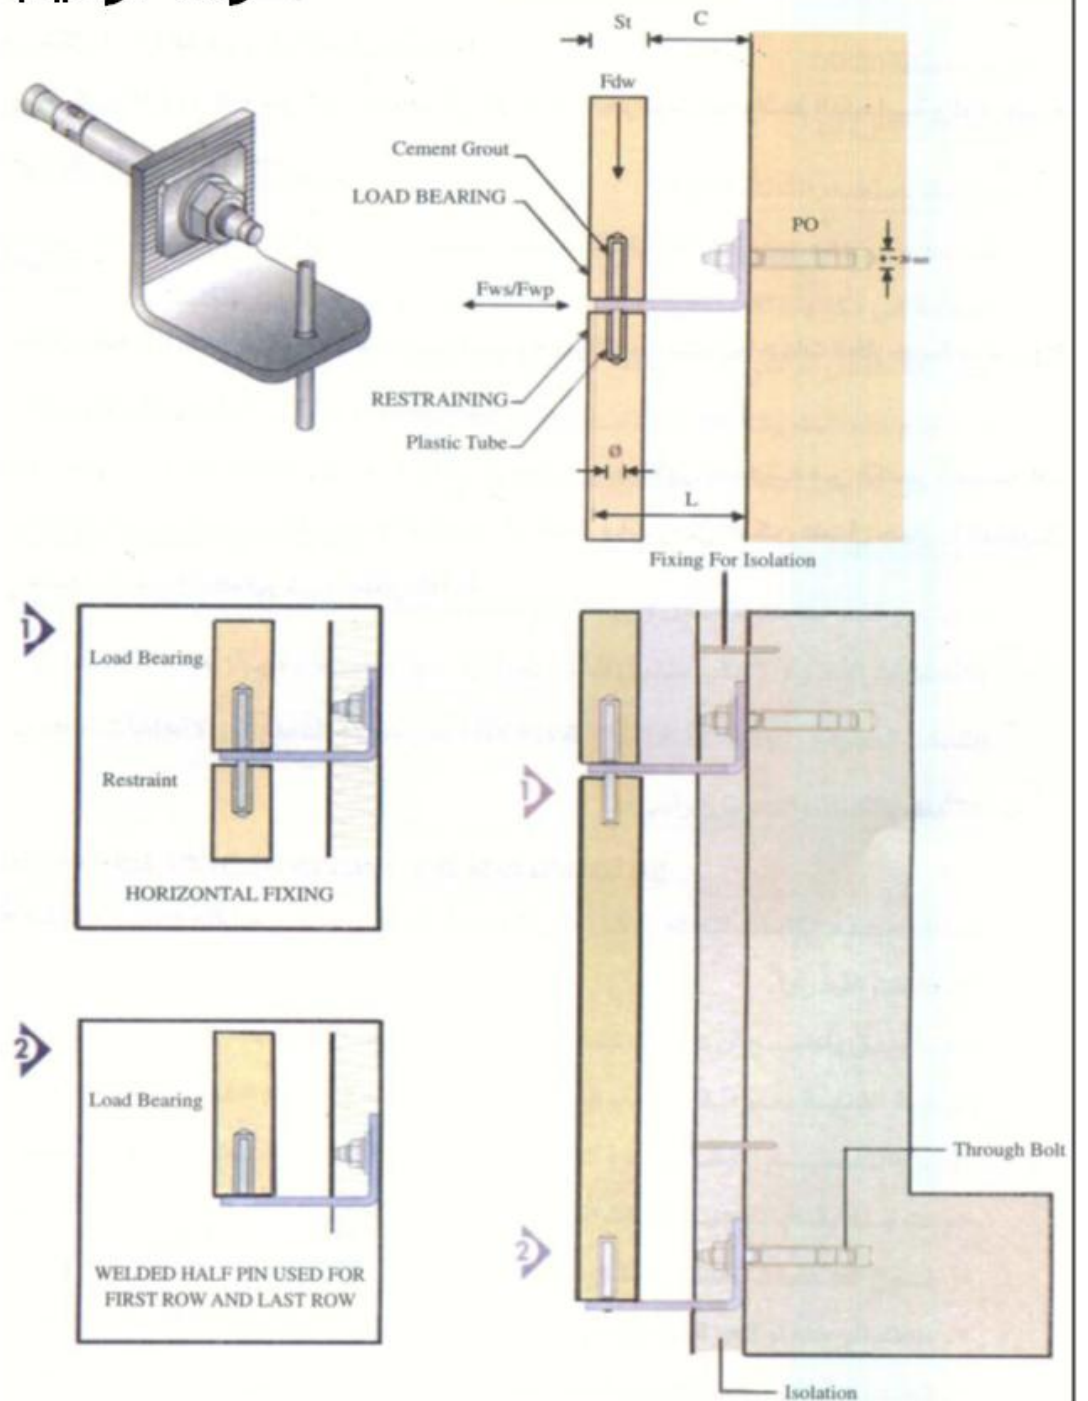 St
C
Fdw
Cement Grout
LOAD BEARING
PO
Fws/Fwp
RESTRAINING
Plastic Tube
Ø
L
Fixing For Isolation
1
Load Bearing
Restraint
HORIZONTAL FIXING
1
2
Load Bearing
WELDED HALF PIN USED FOR
FIRST ROW AND LAST ROW
Through Bolt
2
Isolation